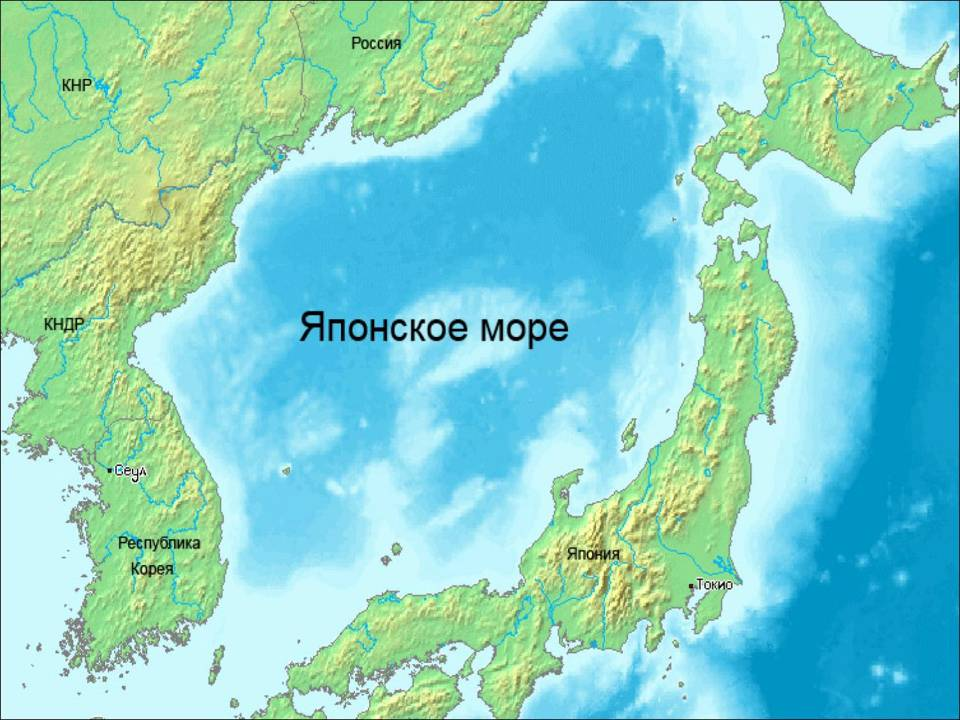 Россия
КНР
Японское море
КНДР
Сеул
Республика
Корея
Япония
Токио